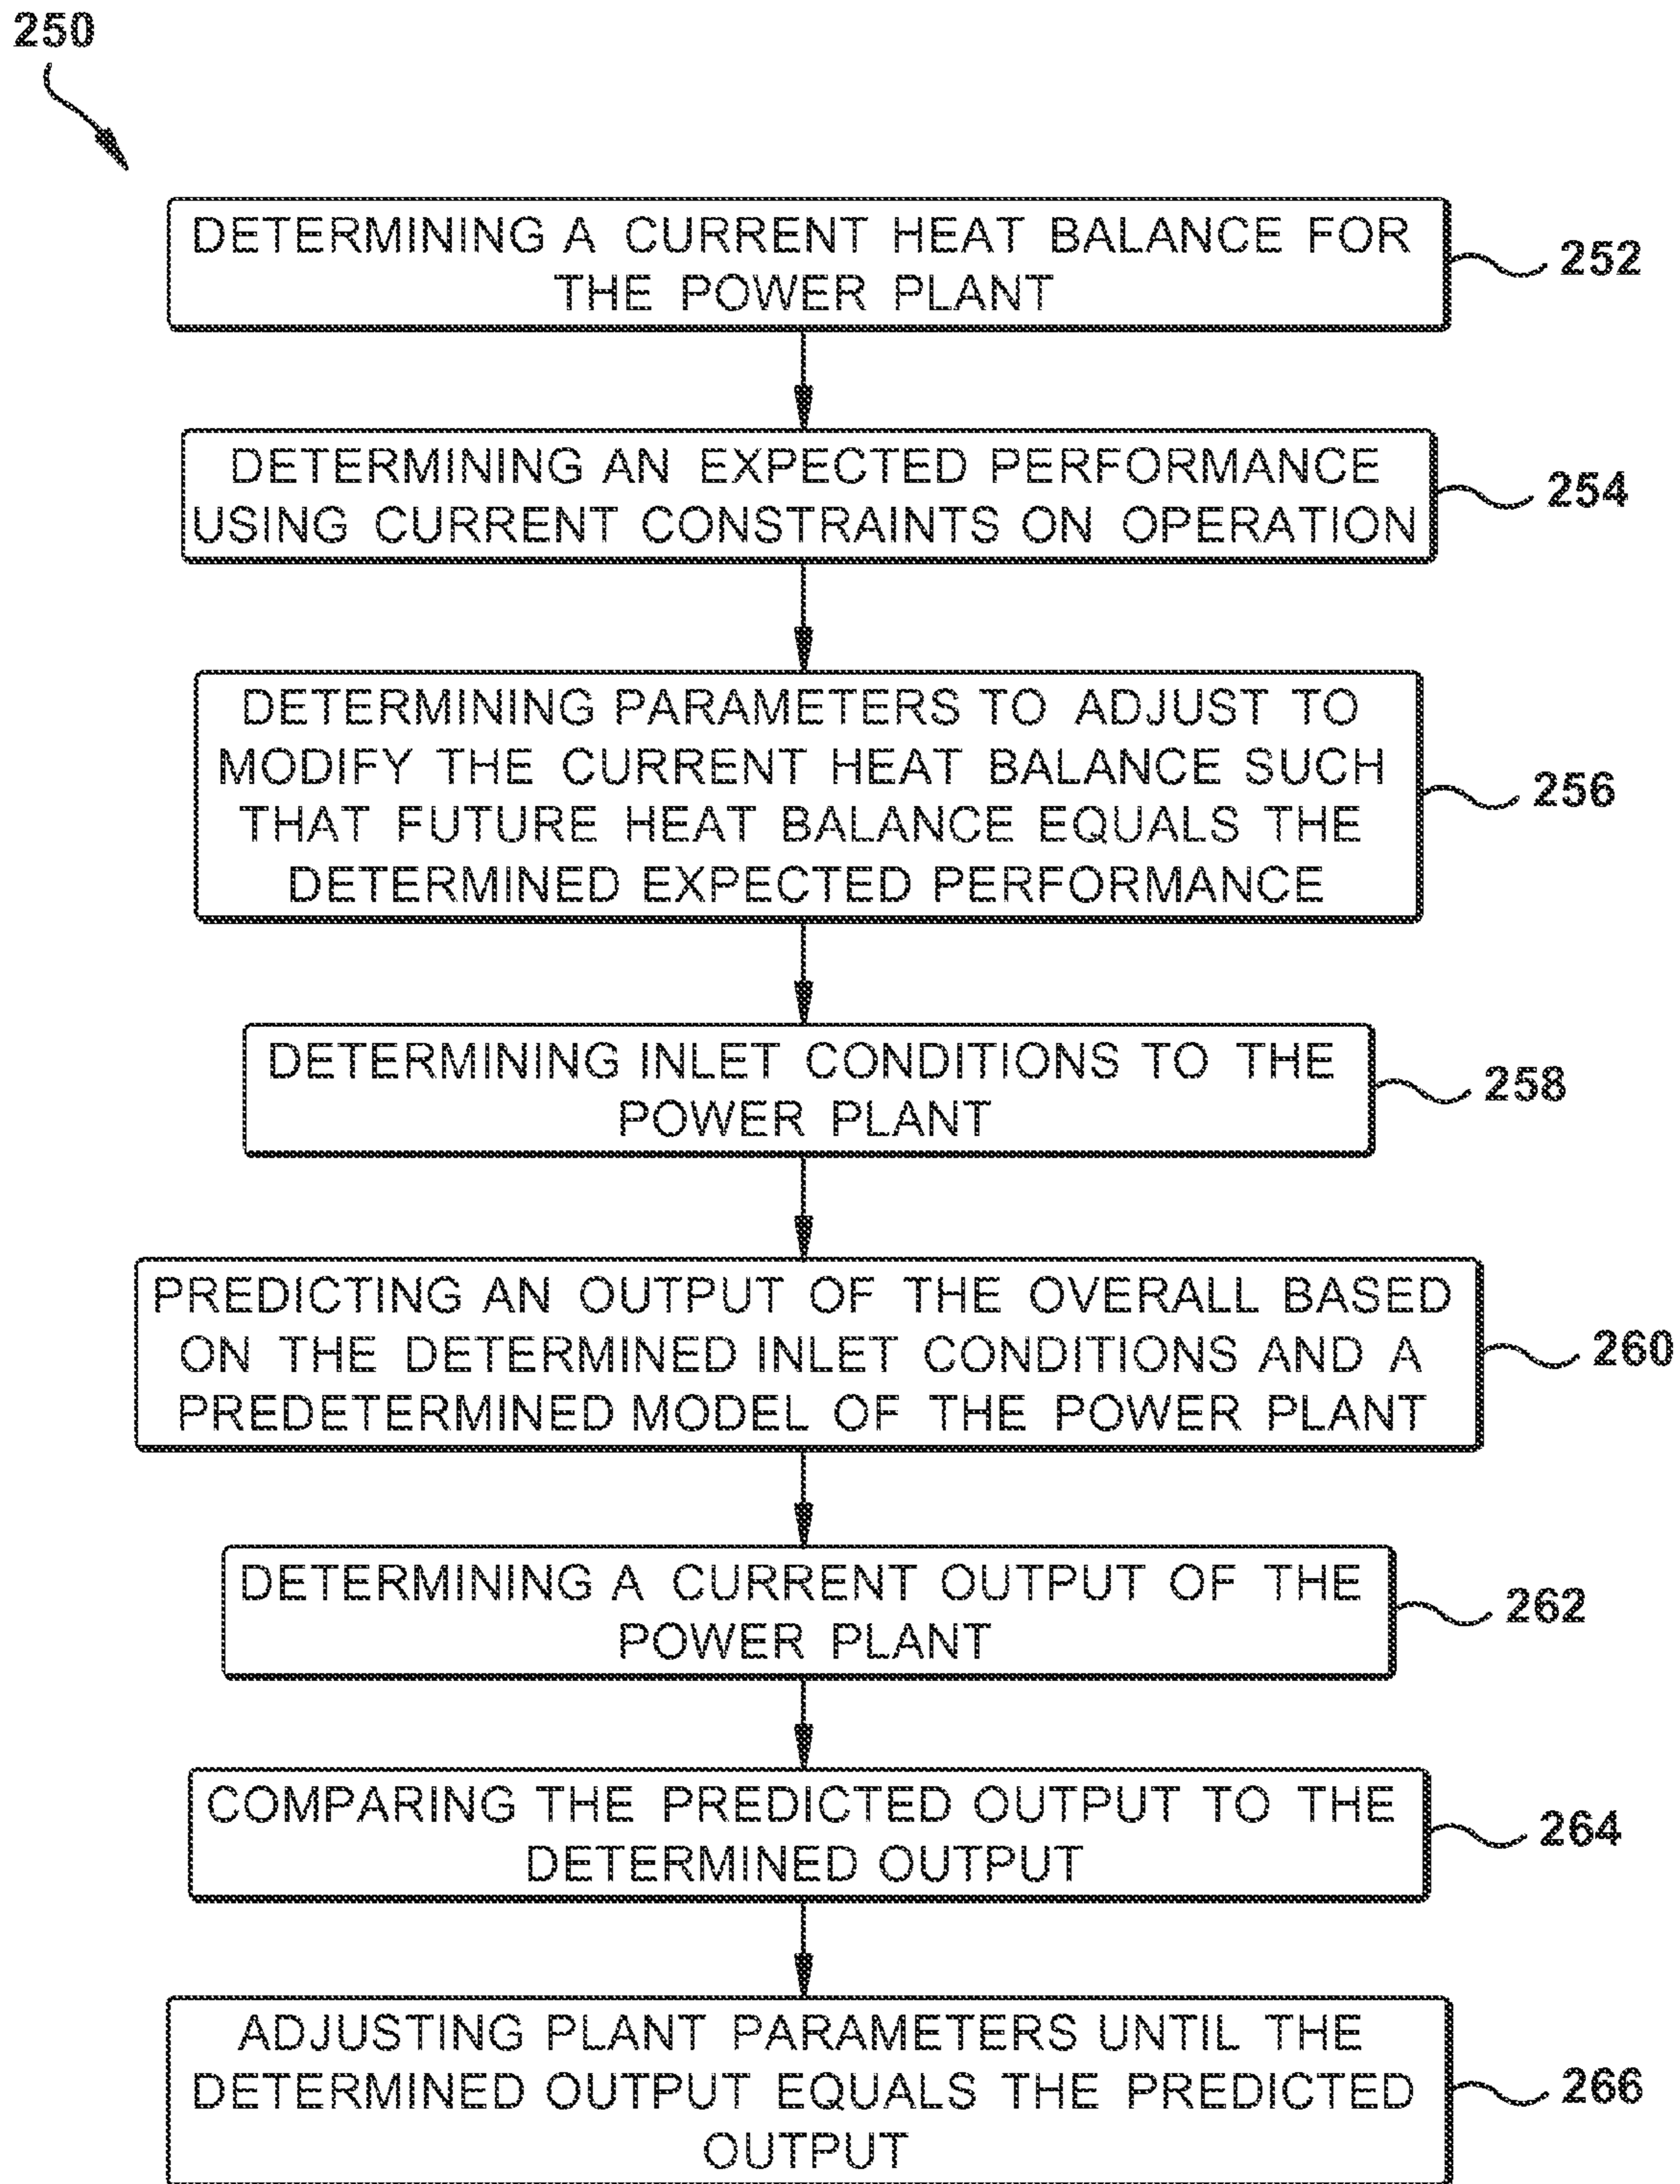 250
DETERMINING A CURRENT HEAT BALANCE FOR
THE POWER PLANT
252
DETERMINING AN EXPECTED PERFORMANCE
USING CURRENT CONSTRAINTS ON OPERATION
254
DETERMINING PARAMETERS TO ADJUST TO
MODIFY THE CURRENT HEAT BALANCE SUCH
THAT FUTURE HEAT BALANCE EQUALS THE
DETERMINED EXPECTED PERFORMANCE
256
DETERMINING INLET CONDITIONS TO THE
POWER PLANT
258
PREDICTING AN OUTPUT OF THE OVERALL BASED
ON THE DETERMINED INLET CONDITIONS AND A
PREDETERMINED MODEL OF THE POWER PLANT
260
DETERMINING A CURRENT OUTPUT OF THE
POWER PLANT
262
COMPARING THE PREDICTED OUTPUT TO THE
DETERMINED OUTPUT
264
ADJUSTING PLANT PARAMETERS UNTIL THE
DETERMINED OUTPUT EQUALS THE PREDICTED
OUTPUT
266